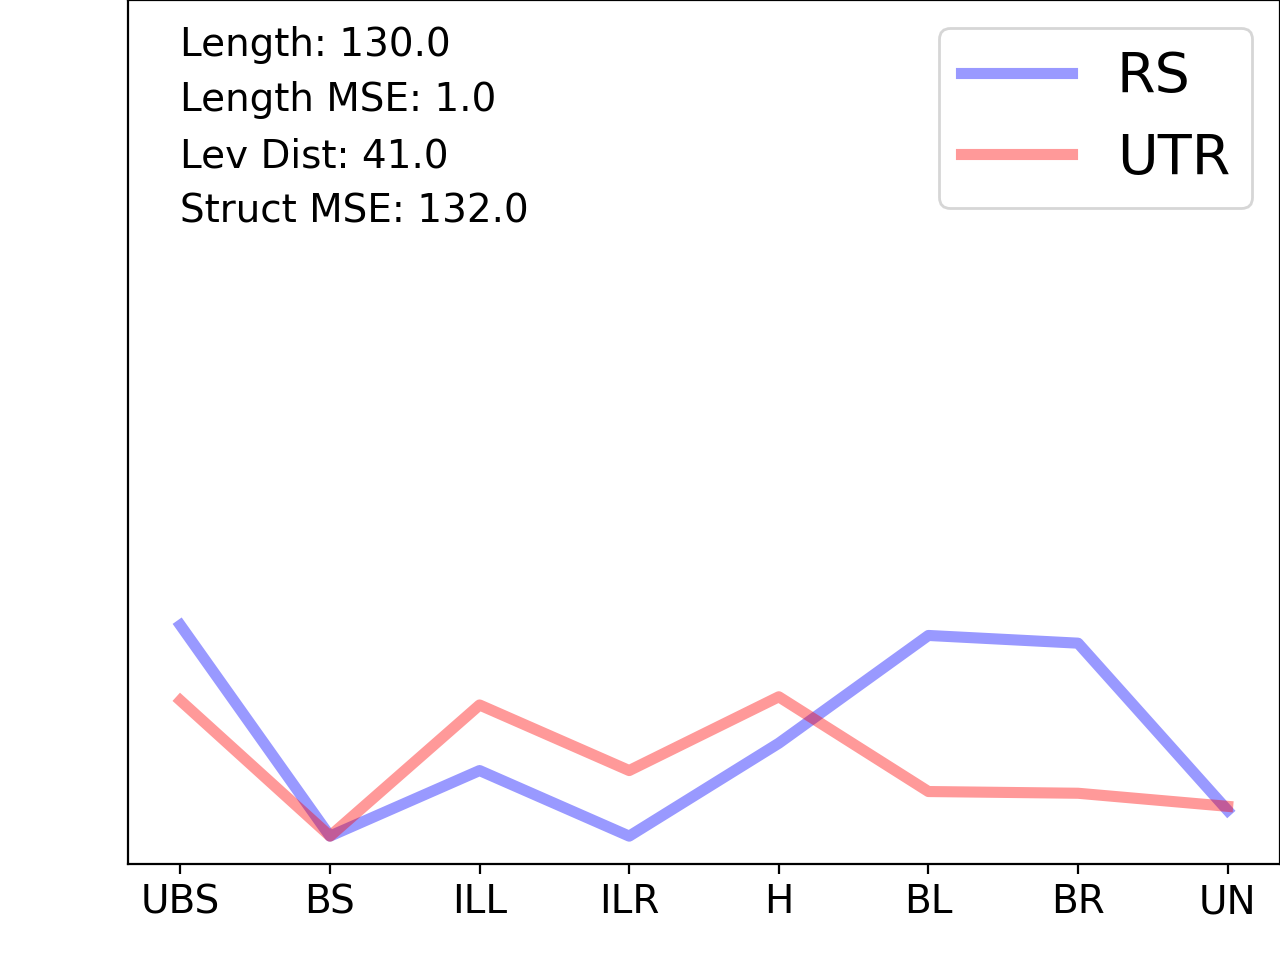 Length: 130.0
Length MSE: 1.0
Lev Dist: 41.0
Struct MSE: 132.0
RS
UTR
UBS BS ILL ILR H BL BR UN